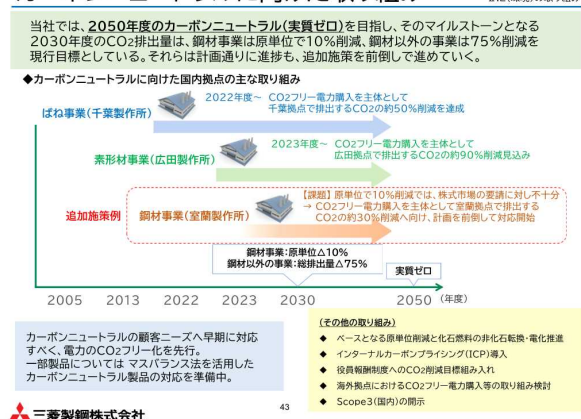 当社では、2050年度のカーボンニュートラル(実質ゼロ)を目指し、そのマイルストーンとなる
2030年度のCO2排出量は、鋼材事業は原単位で10%削減、鋼材以外の事業は75%削減を
現行目標としている。それらは計画通りに進捗も、追加施策を前倒しで進めていく。
◆カーボンニュートラルに向けた国内拠点の主な取り組み
ばね事業(千葉製作所)
2022年度～ CO2フリー電力購入を主体として
千葉拠点で排出するCO2の約50%削減を達成
素形材事業(広田製作所)
2023年度～ CO2フリー電力購入を主体として
広田拠点で排出するCO2の約90%削減見込み
追加施策例
鋼材事業(室蘭製作所)
【課題】原単位で10%削減では、株式市場の要請に対し不十分
→ CO2フリー電力購入を主体として室蘭拠点で排出する
CO2の約30%削減へ向け、計画を前倒して対応開始
鋼材事業:原単位△10%
鋼材以外の事業:総排出量△75%
実質ゼロ
2005 2013 2022 2023 2030 2050 (年度)
カーボンニュートラルの顧客ニーズへ早期に対応
すべく、電力のCO2フリー化を先行。
一部製品については マスバランス法を活用した
カーボンニュートラル製品の対応を準備中。
(その他の取り組み)
◆ ベースとなる原単位削減と化石燃料の非化石転換・電化推進
◆ インターナルカーボンプライシング(ICP)導入
◆ 役員報酬制度へのCO2削減目標組み入れ
◆ 海外拠点におけるCO2フリー電力購入等の取り組み検討
◆ Scope3(国内)の開示
三菱製鋼株式会社
43